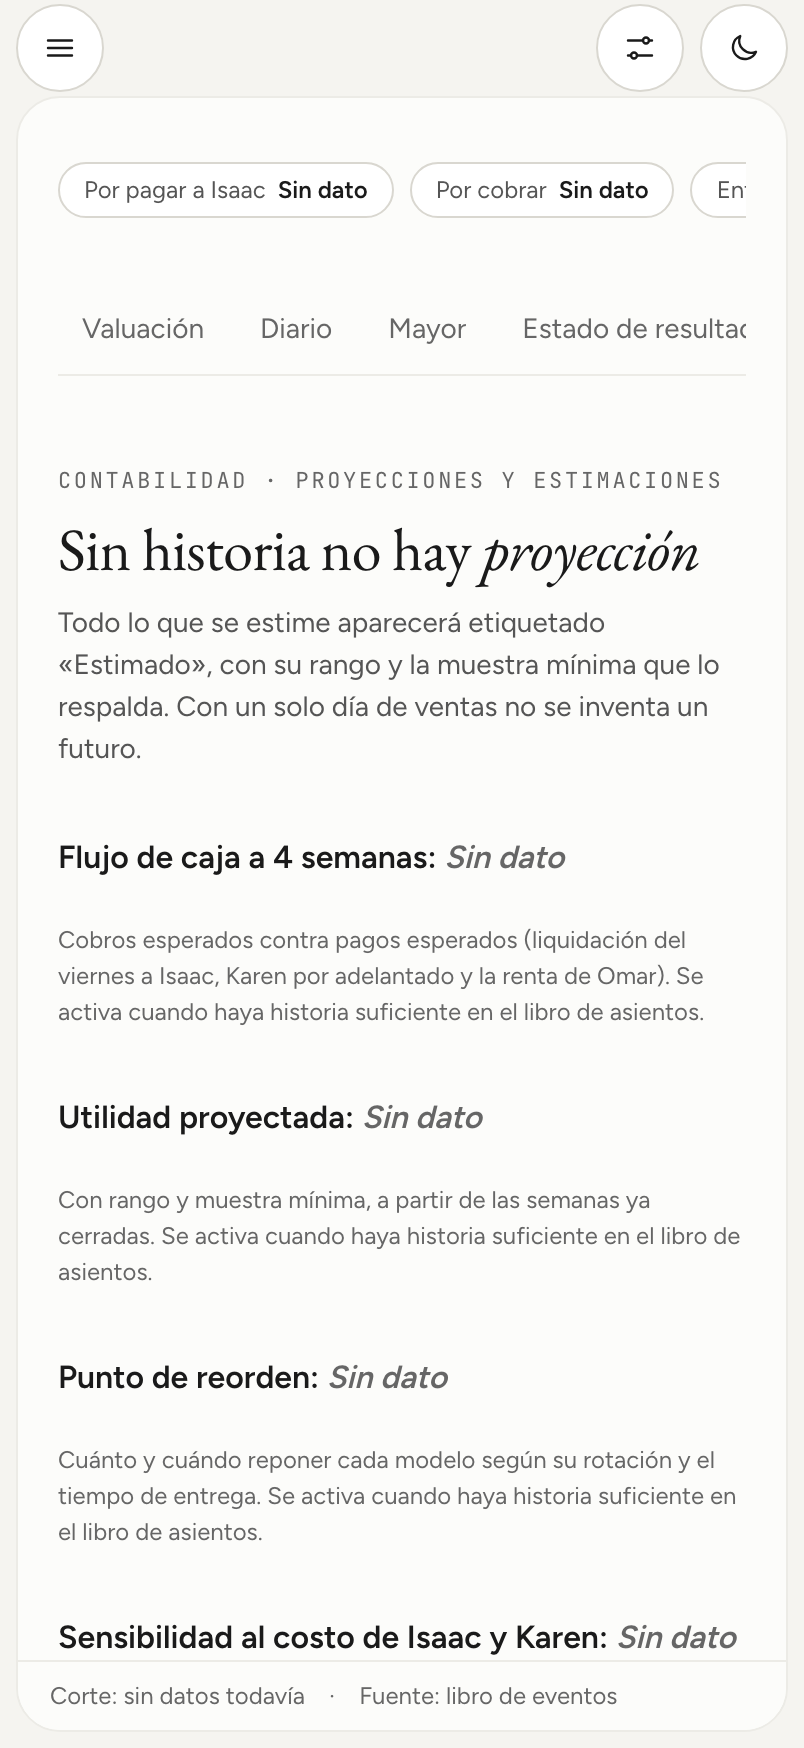 Por pagar a Isaac Sin dato Por cobrar Sin dato
Valuación Diario Mayor Estado de
CONTABILIDAD · PROYECCIONES Y ESTIMACIONES
Sin historia no hay proyección
Todo lo que se estime aparecerá etiquetado
«Estimado», con su rango y la muestra mínima que lo
respalda. Con un solo día de ventas no se inventa un
futuro.
Flujo de caja a 4 semanas: Sin dato
Cobros esperados contra pagos esperados (liquidación del
viernes a Isaac, Karen por adelantado y la renta de Omar). Se
activa cuando haya historia suficiente en el libro de asientos.
Utilidad proyectada: Sin dato
Con rango y muestra mínima, a partir de las semanas ya
cerradas. Se activa cuando haya historia suficiente en el libro de
asientos.
Punto de reorden: Sin dato
Cuánto y cuándo reponer cada modelo según su rotación y el
tiempo de entrega. Se activa cuando haya historia suficiente en
el libro de asientos.
Sensibilidad al costo de Isaac y Karen: Sin dato
Corte: sin datos todavía · Fuente: libro de eventos